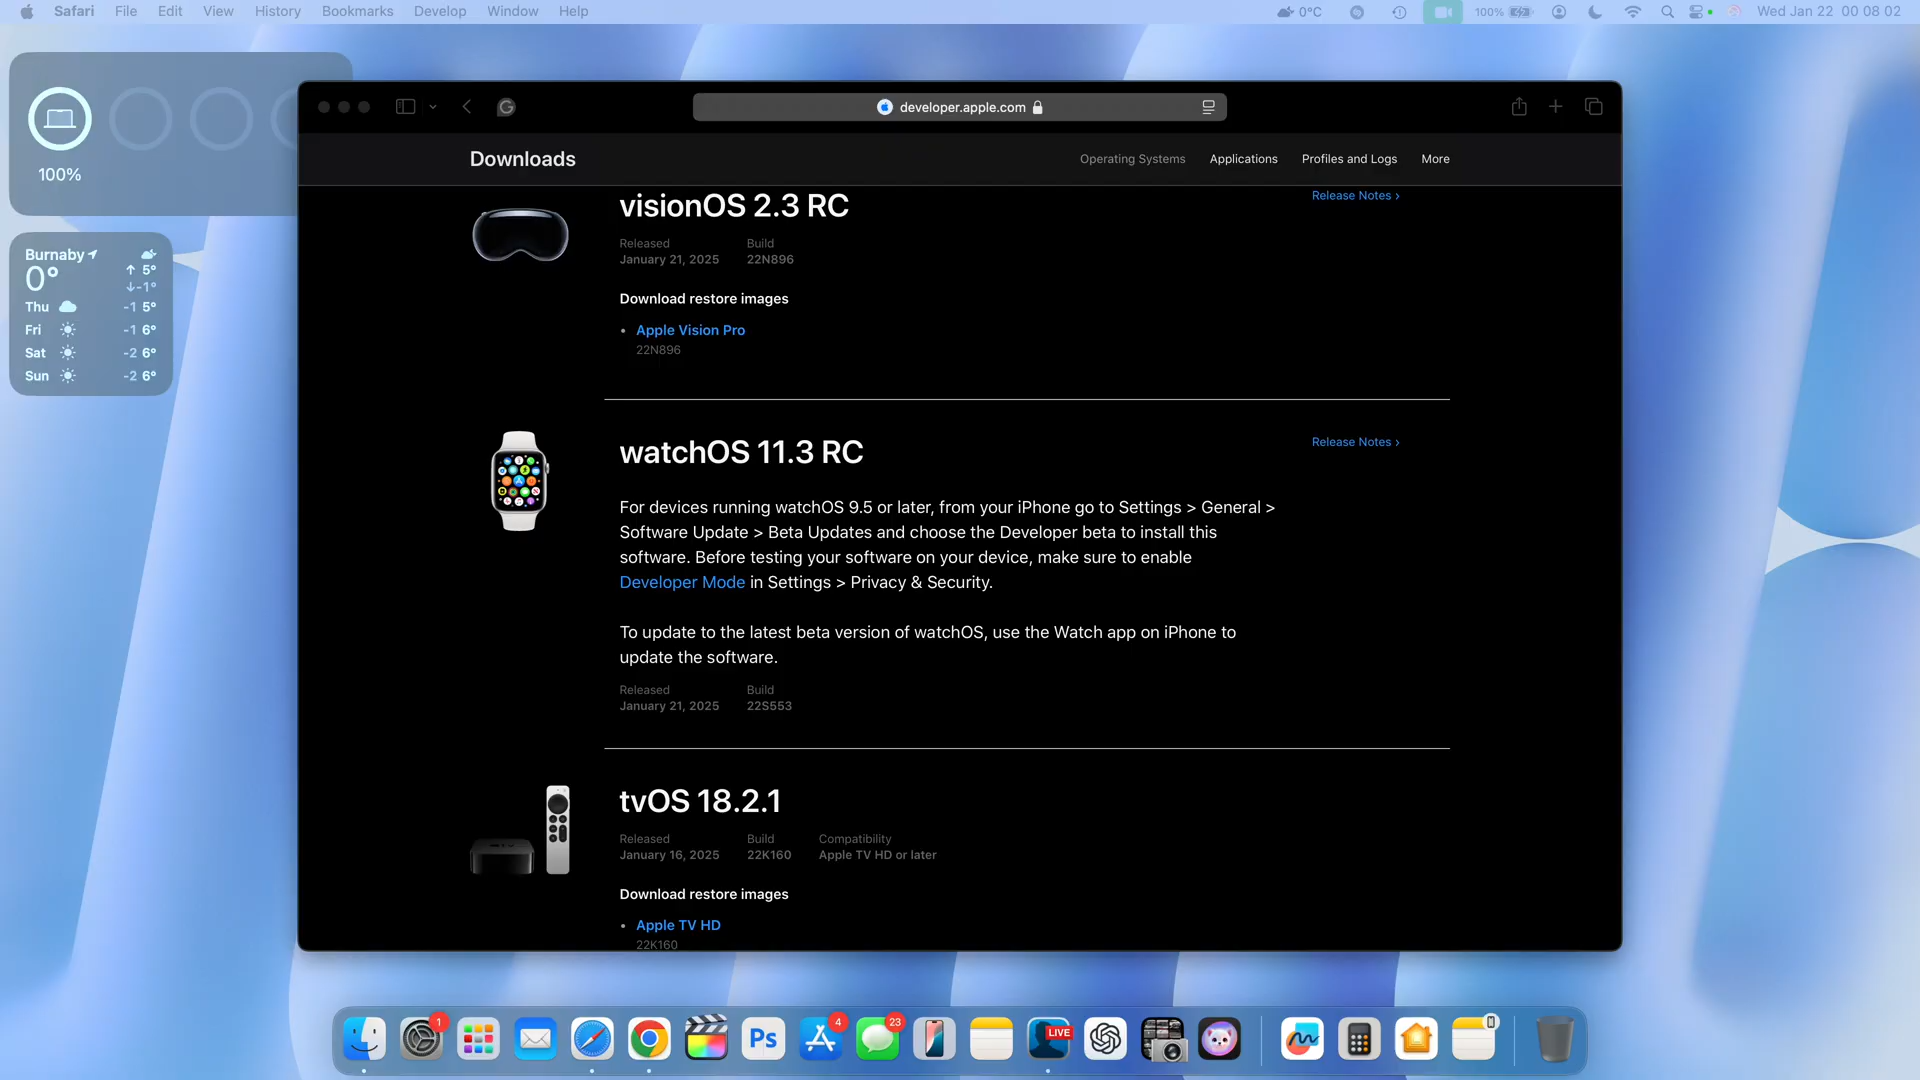 Safari File Edit View History Bookmarks Develop Window Help 0°C 100% Wed Jan 22 00 08 02
100%
Burnaby
0° 5°
-1°
Thu -1 5°
Fri -1 6°
Sat -2 6°
Sun -2 6°
developer.apple.com
Downloads Operating Systems Applications Profiles and Logs More
visionOS 2.3 RC Release Notes ›
Released Build
January 21, 2025 22N896
Download restore images
• Apple Vision Pro
22N896
watchOS 11.3 RC Release Notes ›
For devices running watchOS 9.5 or later, from your iPhone go to Settings > General >
Software Update > Beta Updates and choose the Developer beta to install this
software. Before testing your software on your device, make sure to enable
Developer Mode in Settings > Privacy & Security.
To update to the latest beta version of watchOS, use the Watch app on iPhone to
update the software.
Released Build
January 21, 2025 22S553
tvOS 18.2.1
Released Build Compatibility
January 16, 2025 22K160 Apple TV HD or later
Download restore images
• Apple TV HD
22K160
1 Ps 4 23 LIVE